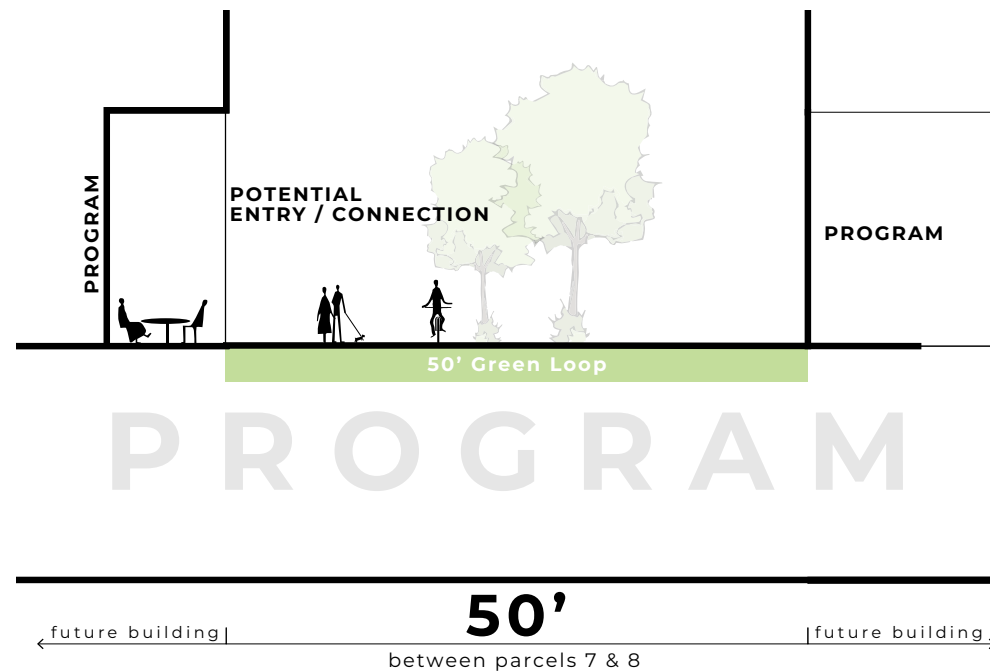 PROGRAM
POTENTIAL
ENTRY / CONNECTION
PROGRAM
50’ Green Loop
PROGRAM
50’
future building
future building
between parcels 7 & 8